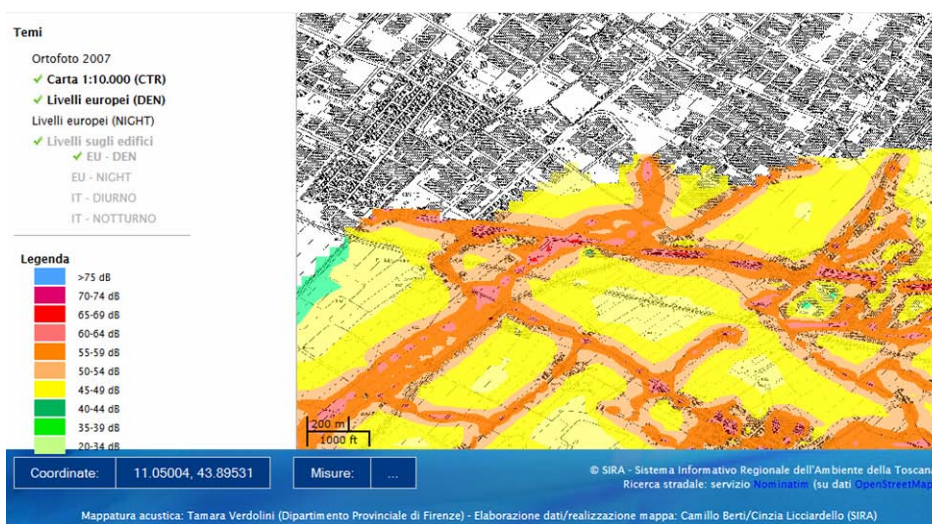 Temi
Ortofoto 2007
Carta 1:10.000 (CTR)
Livelli europei (DEN)
Livelli europei (NIGHT)
Livelli sugli edifici
EU - DEN
EU - NIGHT
IT - DIURNO
IT - NOTTURNO
Legenda
>75 dB
70-74 dB
65-69 dB
60-64 dB
55-59 dB
50-54 dB
45-49 dB
40-44 dB
35-39 dB
20-34 dB
200 m
1000 ft
Coordinate: 11.05004, 43.89531 Misure: ...
© SIRA - Sistema Informativo Regionale dell'Ambiente della Toscana
Ricerca stradale: servizio Nominatim (su dati OpenStreetMap
Mappatura acustica: Tamara Verdolini (Dipartimento Provinciale di Firenze) - Elaborazione dati/realizzazione mappa: Camillo Berti/Cinzia Licciardello (SIRA)